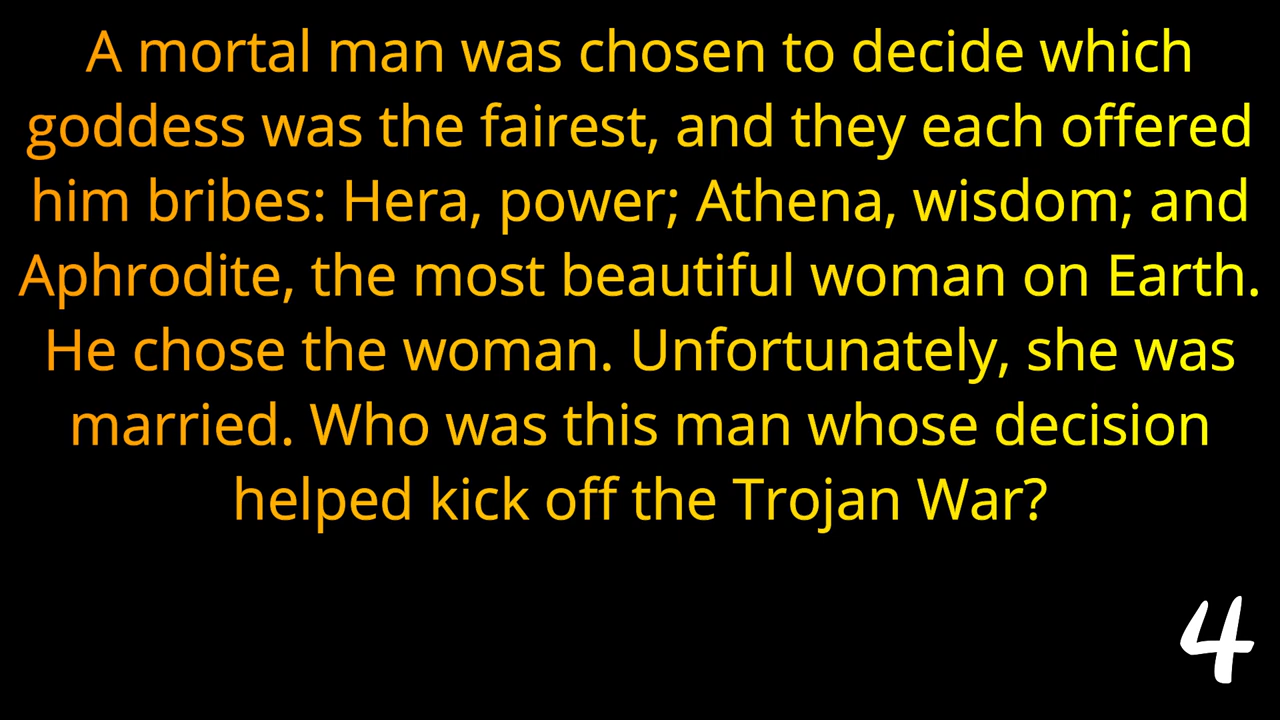 A mortal man was chosen to decide which
goddess was the fairest, and they each offered
him bribes: Hera, power; Athena, wisdom; and
Aphrodite, the most beautiful woman on Earth.
He chose the woman. Unfortunately, she was
married. Who was this man whose decision
helped kick off the Trojan War?
4